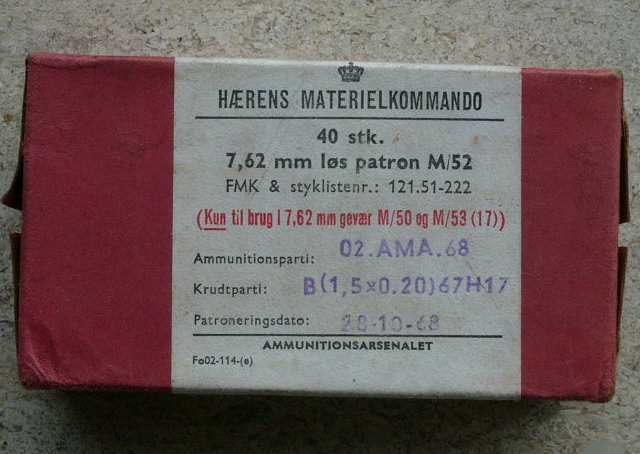 HÆRENS MATERIELKOMMANDO
40 stk.
7,62 mm løs patron M/52
FMK & styklistenr.: 121.51-222
(Kun til brug i 7,62 mm gevær M/50 og M/53 (17))
Ammunitionsparti: 02.AMA.68
Krudtparti: B(1,5×0.20)67H17
Patroneringsdato: 28-10-68
AMMUNITIONSARSENALET
Fo02-114-(e)